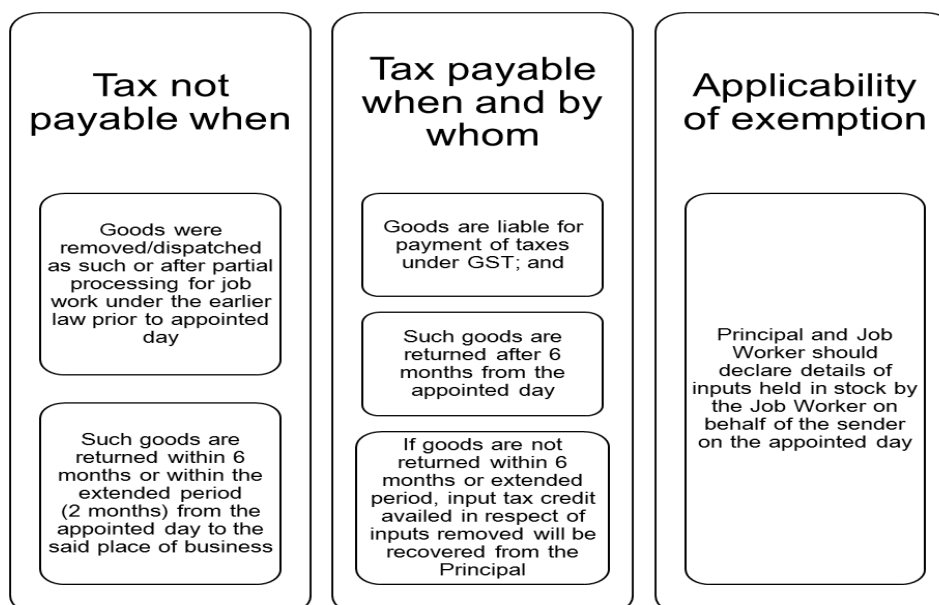 Tax not
payable when
Goods were
removed/dispatched
as such or after partial
processing for job
work under the earlier
law prior to appointed
day
Such goods are
returned within 6
months or within the
extended period
(2 months) from the
appointed day to the
said place of business
Tax payable
when and by
whom
Goods are liable for
payment of taxes
under GST; and
Such goods are
returned after 6
months from the
appointed day
If goods are not
returned within 6
months or extended
period, input tax credit
availed in respect of
inputs removed will be
recovered from the
Principal
Applicability
of exemption
Principal and Job
Worker should
declare details of
inputs held in stock by
the Job Worker on
behalf of the sender
on the appointed day